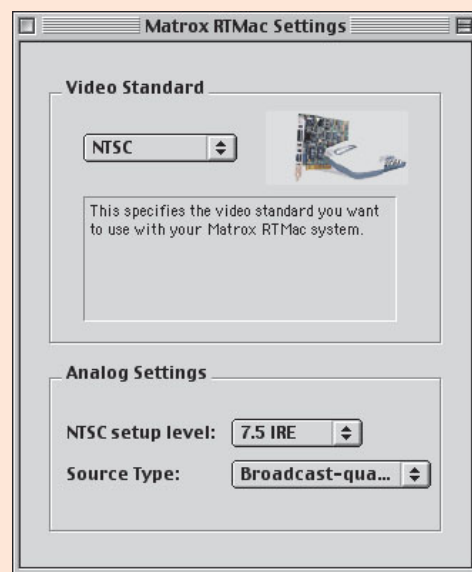 Matrox RTMac Settings
Video Standard
NTSC
This specifies the video standard you want
to use with your Matrox RTMac system.
Analog Settings
NTSC setup level: 7.5 IRE
Source Type: Broadcast-qua...